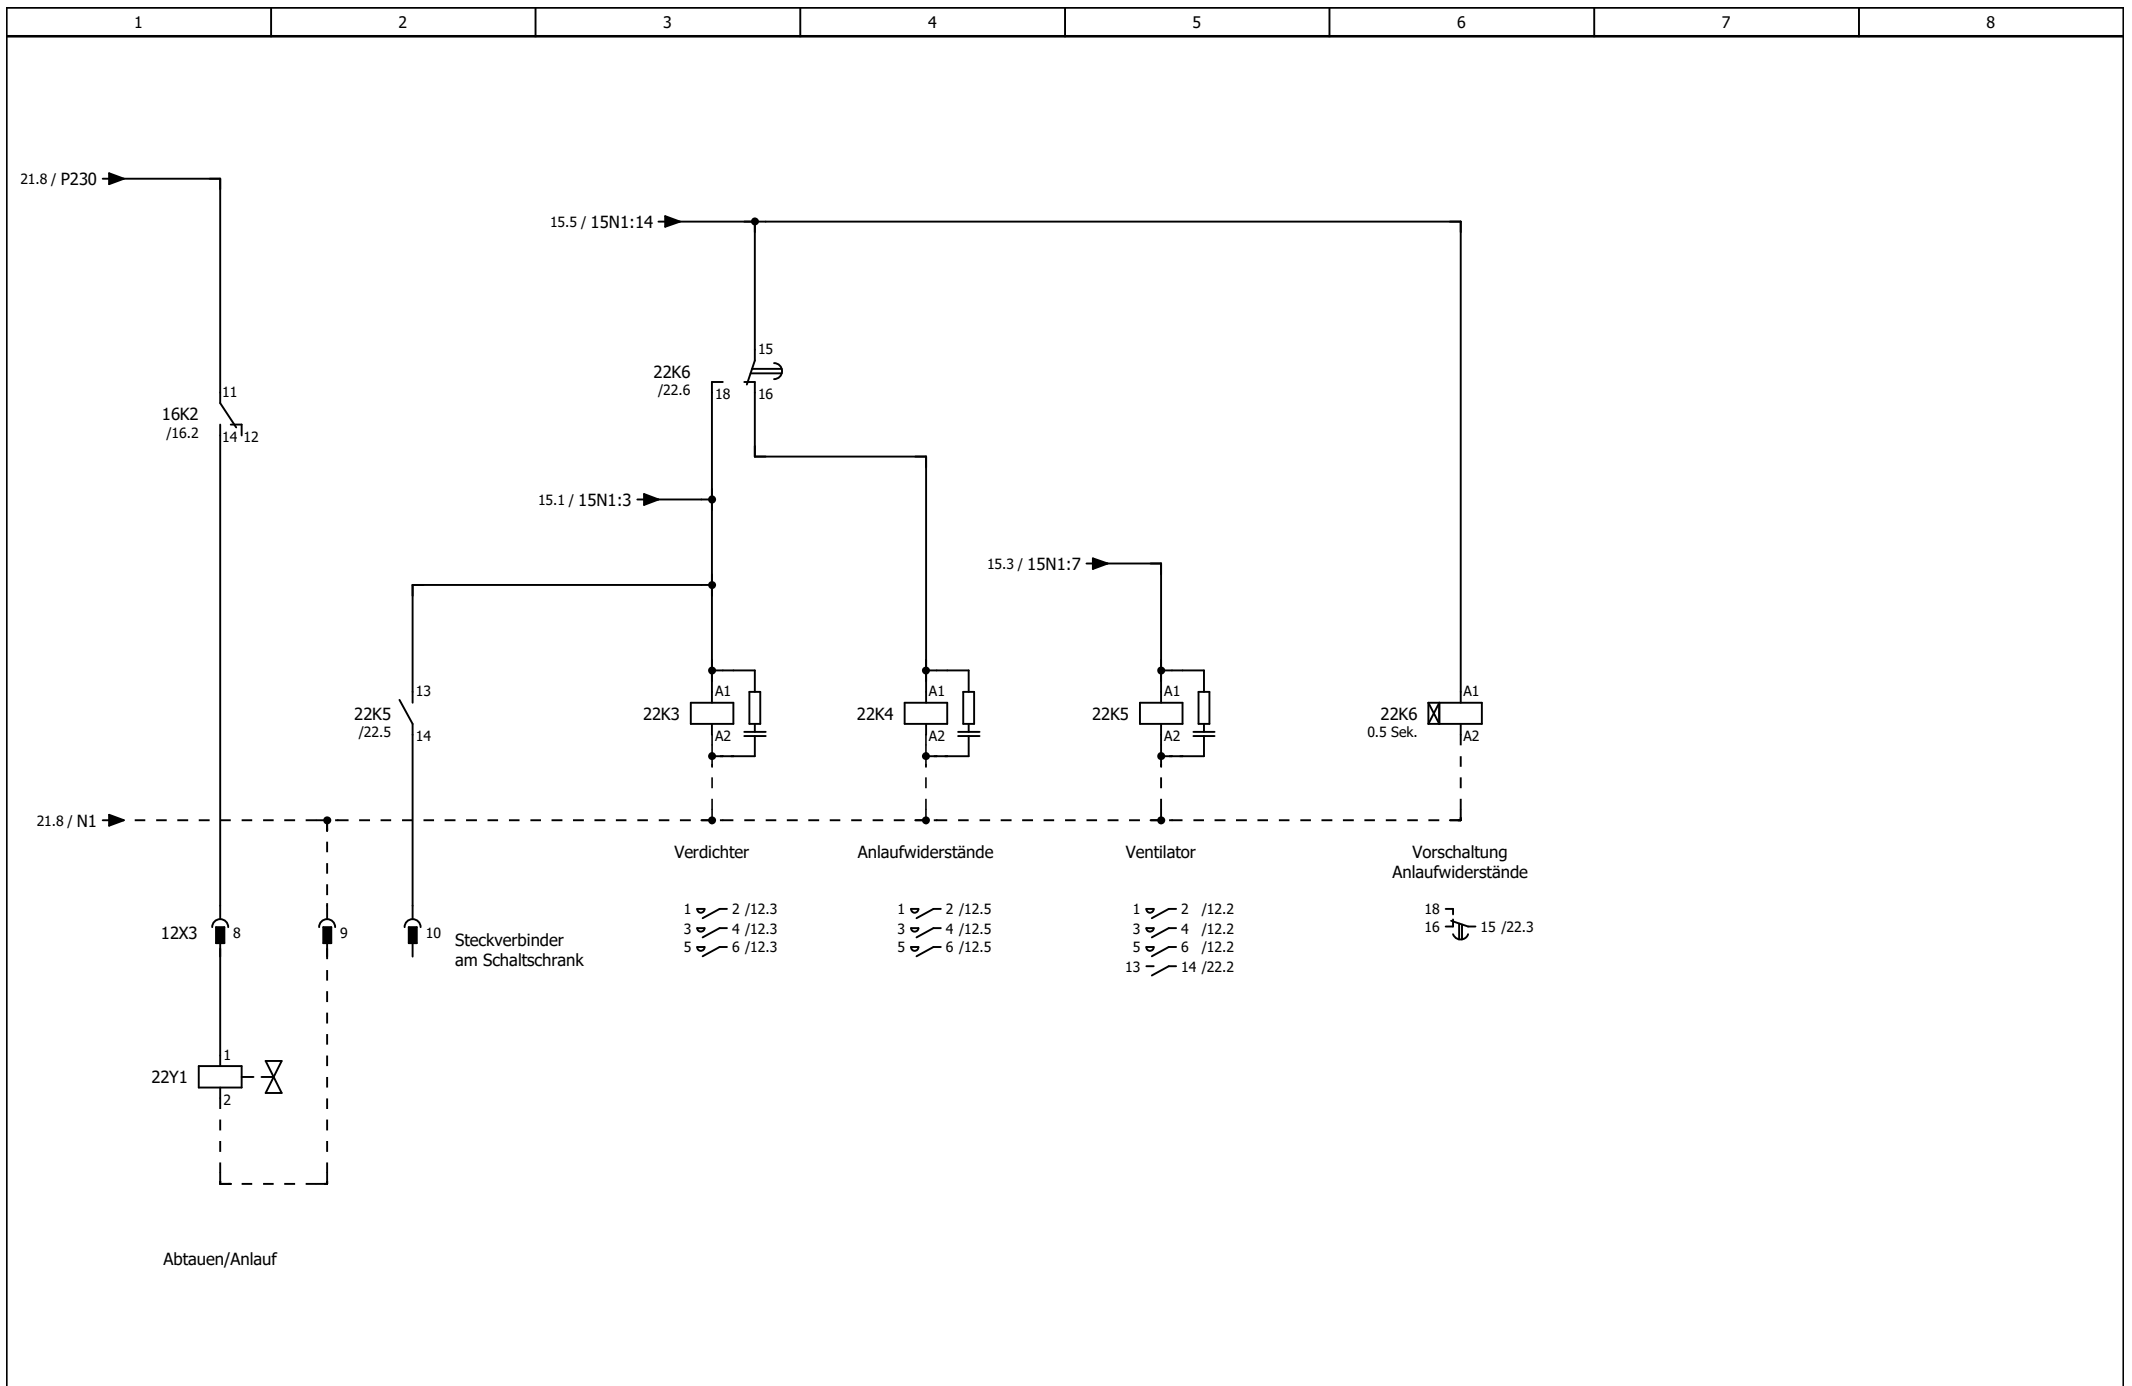 1 2 3 4 5 6 7 8
21.8 / P230
15.5 / 15N1:14
15
22K6
/22.6
18 16
11
16K2
/16.2
14 12
15.1 / 15N1:3
15.3 / 15N1:7
13
22K5
/22.5
14
A1
22K3
A2
A1
22K4
A2
A1
22K5
A2
A1
22K6
0.5 Sek.
A2
21.8 / N1
Verdichter
Anlaufwiderstände
Ventilator
Vorschaltung
Anlaufwiderstände
1 2 /12.3
3 4 /12.3
5 6 /12.3
1 2 /12.5
3 4 /12.5
5 6 /12.5
1 2 /12.2
3 4 /12.2
5 6 /12.2
13 14 /22.2
18
16 15 /22.3
12X3 8 9 10
Steckverbinder
am Schaltschrank
1
22Y1
2
Abtauen/Anlauf